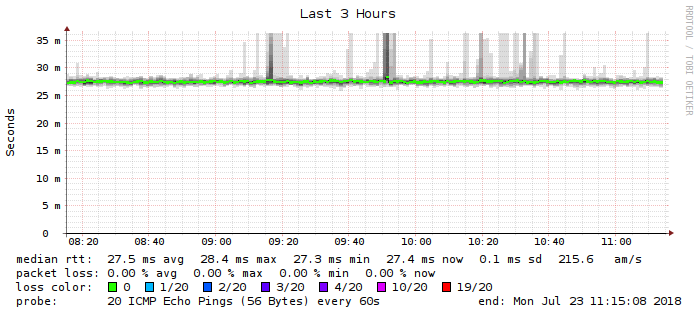 Last 3 Hours
RRDTOOL / TOBI OETIKER
Seconds
35 m
30 m
25 m
20 m
15 m
10 m
5 m
0
08:20 08:40 09:00 09:20 09:40 10:00 10:20 10:40 11:00
median rtt: 27.5 ms avg 28.4 ms max 27.3 ms min 27.4 ms now 0.1 ms sd 215.6 am/s
packet loss: 0.00 % avg 0.00 % max 0.00 % min 0.00 % now
loss color: 0 1/20 2/20 3/20 4/20 10/20 19/20
probe: 20 ICMP Echo Pings (56 Bytes) every 60s end: Mon Jul 23 11:15:08 2018